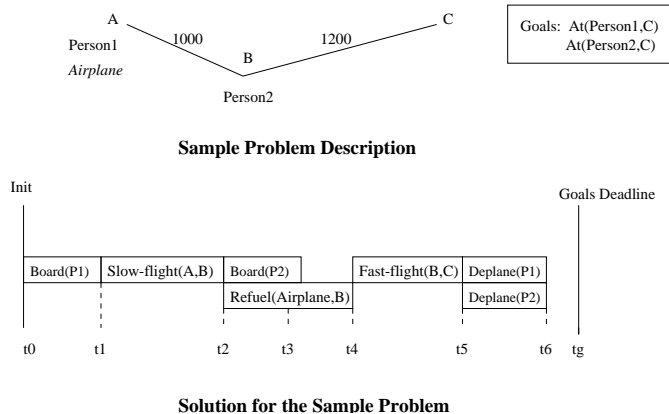 A
C
Goals: At(Person1,C)
At(Person2,C)
Person1
1000
1200
B
Airplane
Person2
Sample Problem Description
Init
Goals Deadline
Board(P1)
Slow-flight(A,B)
Board(P2)
Fast-flight(B,C)
Deplane(P1)
Refuel(Airplane,B)
Deplane(P2)
t0
t1
t2
t3
t4
t5
t6
tg
Solution for the Sample Problem